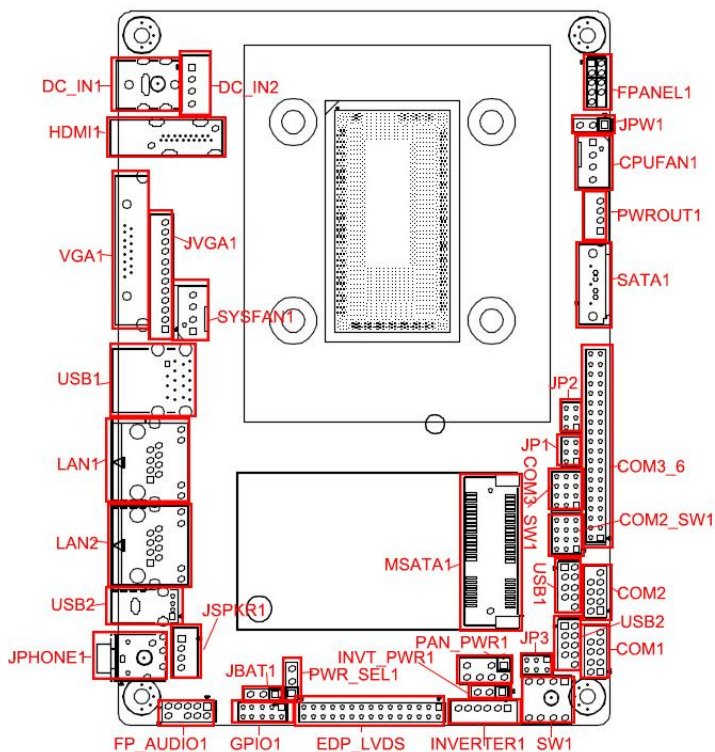 DC_IN1
DC_IN2
FPANEL1
HDMI1
JPW1
CPUFAN1
PWROUT1
JVGA1
VGA1
SATA1
SYSFAN1
USB1
JP2
JP1
LAN1
COM3_6
COM3_SW1
COM2_SW1
LAN2
MSATA1
USB1
COM2
USB2
JSPKR1
USB2
PAN_PWR1
JP3
COM1
INVT_PWR1
JPHONE1
JBAT1
PWR_SEL1
FP_AUDIO1
GPIO1
EDP_LVDS
INVERTER1
SW1